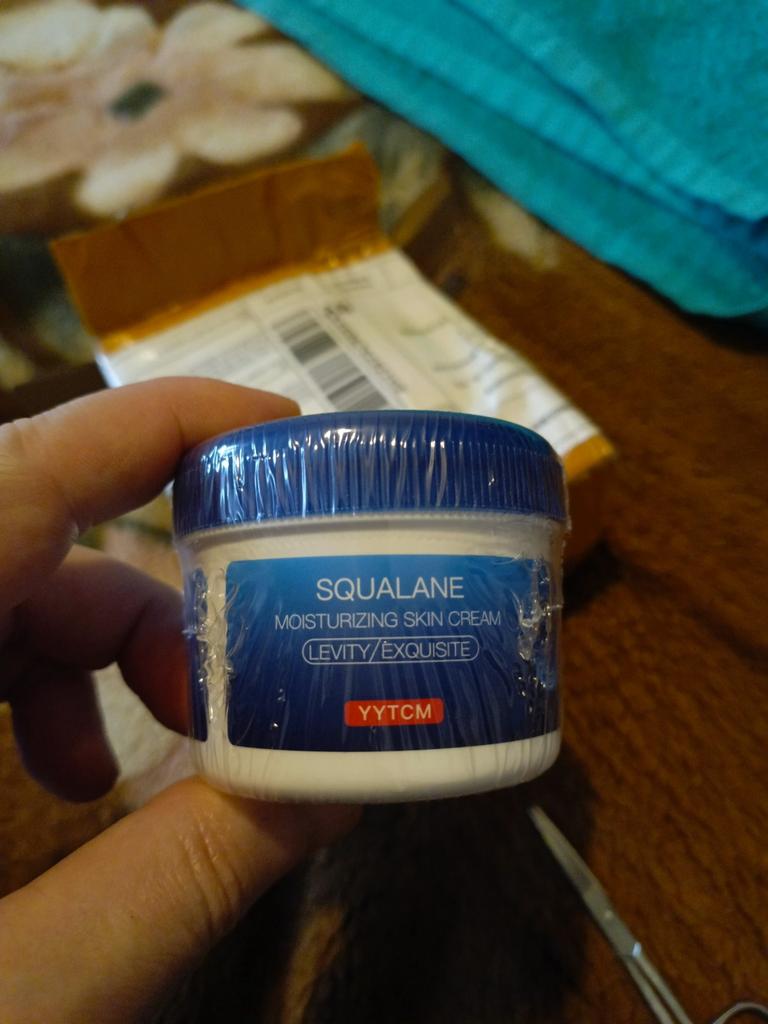 SQUALANE
MOISTURIZING SKIN CREAM
LEVITY/EXQUISITE
YYTCM